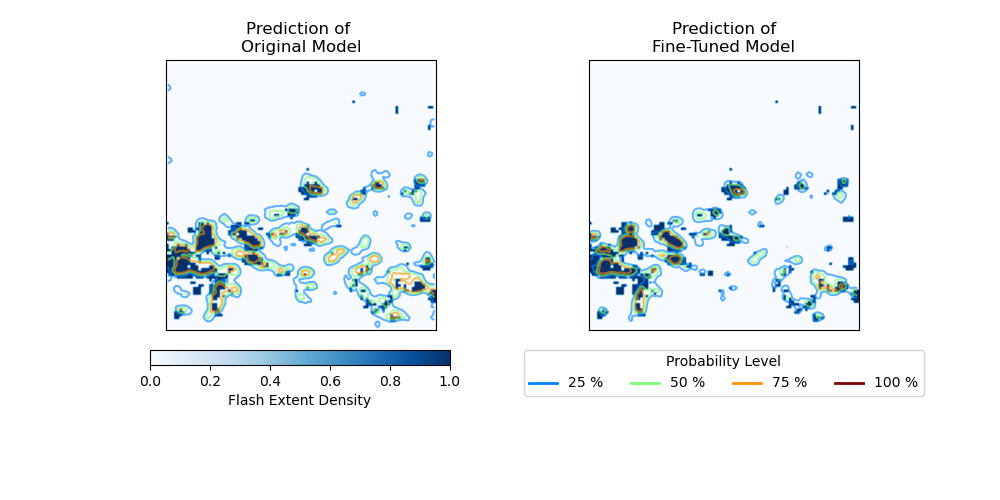 Prediction of
Original Model
Prediction of
Fine-Tuned Model
0.0 0.2 0.4 0.6 0.8 1.0
Flash Extent Density
Probability Level
25 % 50 % 75 % 100 %